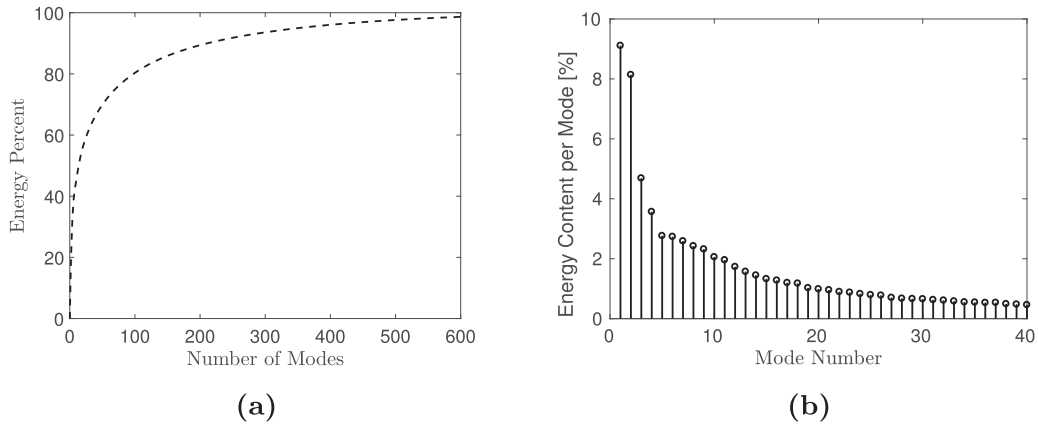 100
80
60
40
20
0
0 100 200 300 400 500 600
Energy Percent
Number of Modes
(a)
10
8
6
4
2
0
0 10 20 30 40
Energy Content per Mode [%]
Mode Number
(b)